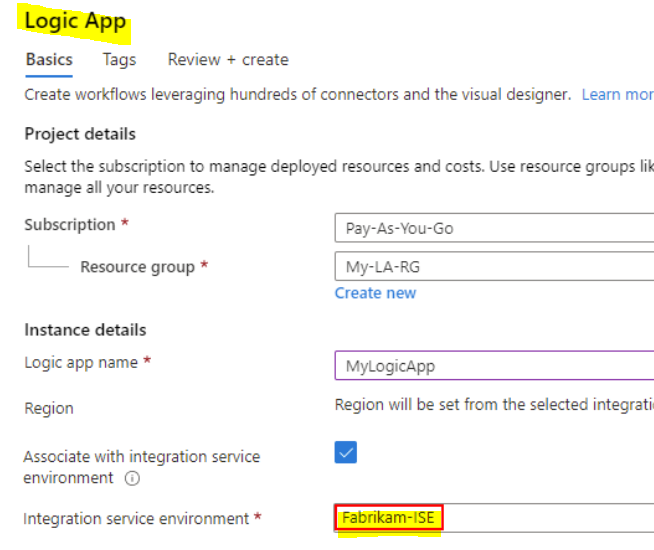 Logic App
Basics Tags Review + create
Create workflows leveraging hundreds of connectors and the visual designer. Learn mor
Project details
Select the subscription to manage deployed resources and costs. Use resource groups lik
manage all your resources.
Subscription * Pay-As-You-Go
Resource group * My-LA-RG
Create new
Instance details
Logic app name * MyLogicApp
Region Region will be set from the selected integrati
Associate with integration service
environment
Integration service environment * Fabrikam-ISE